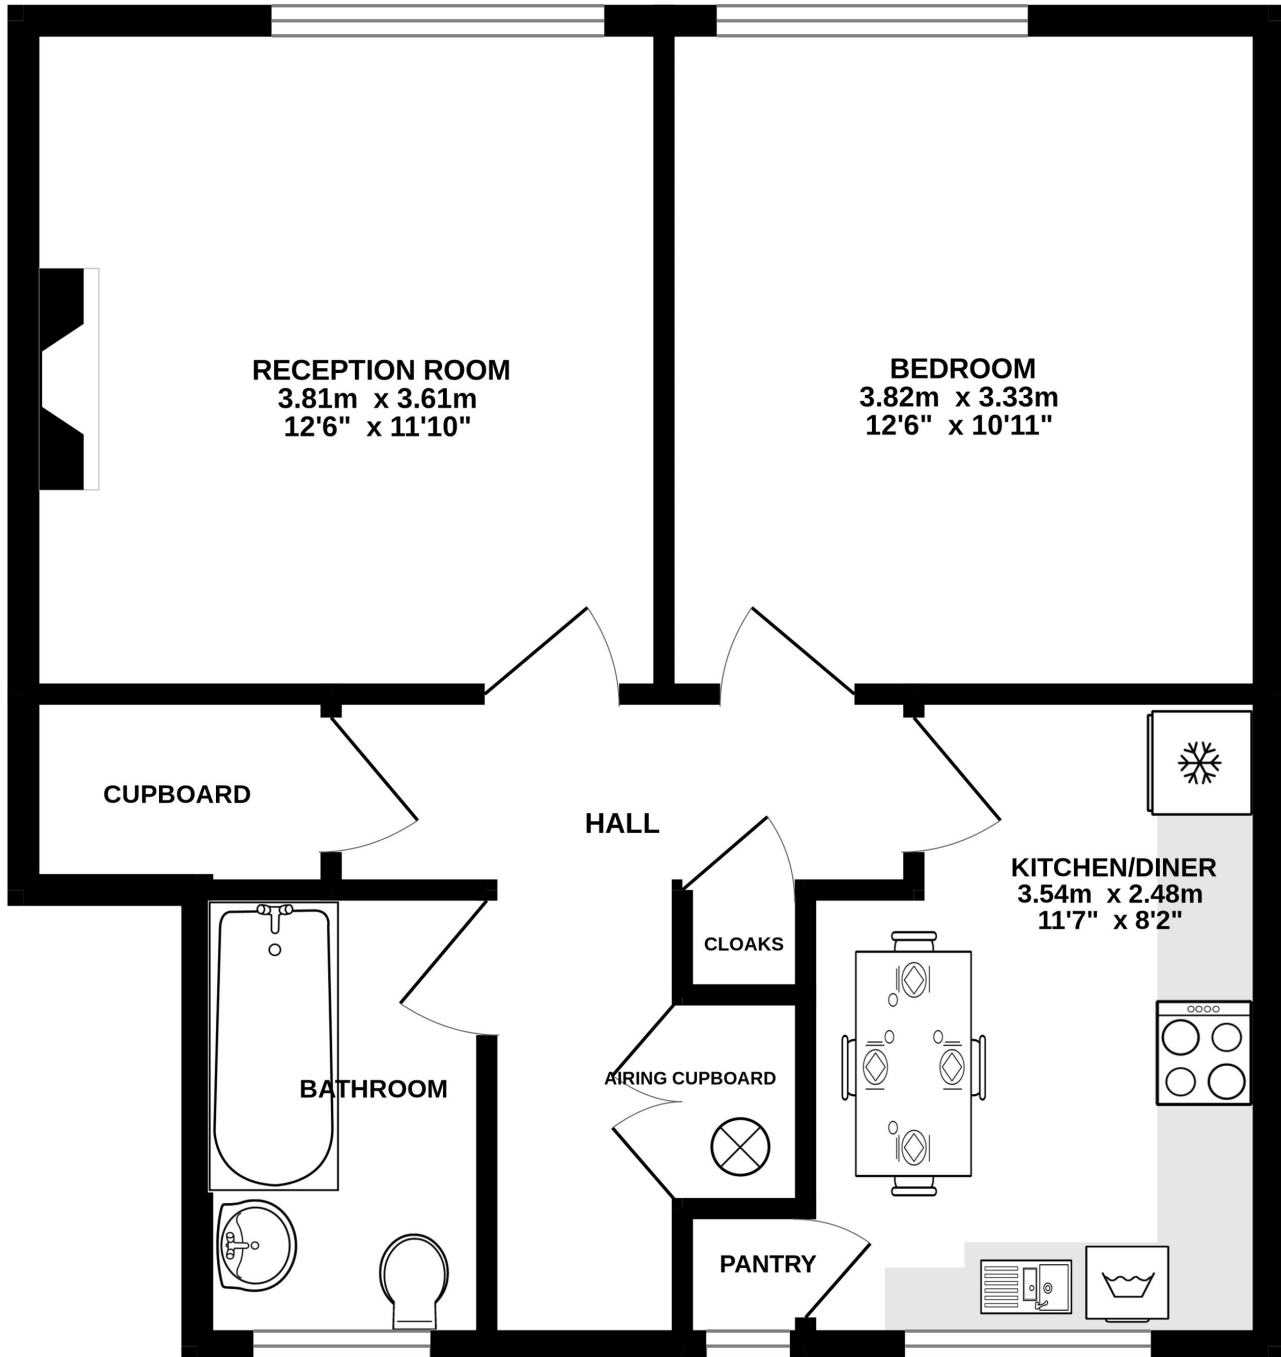 RECEPTION ROOM
3.81m x 3.61m
12'6" x 11'10"
BEDROOM
3.82m x 3.33m
12'6" x 10'11"
CUPBOARD
HALL
KITCHEN/DINER
3.54m x 2.48m
11'7" x 8'2"
CLOAKS
BATHROOM
AIRING CUPBOARD
PANTRY